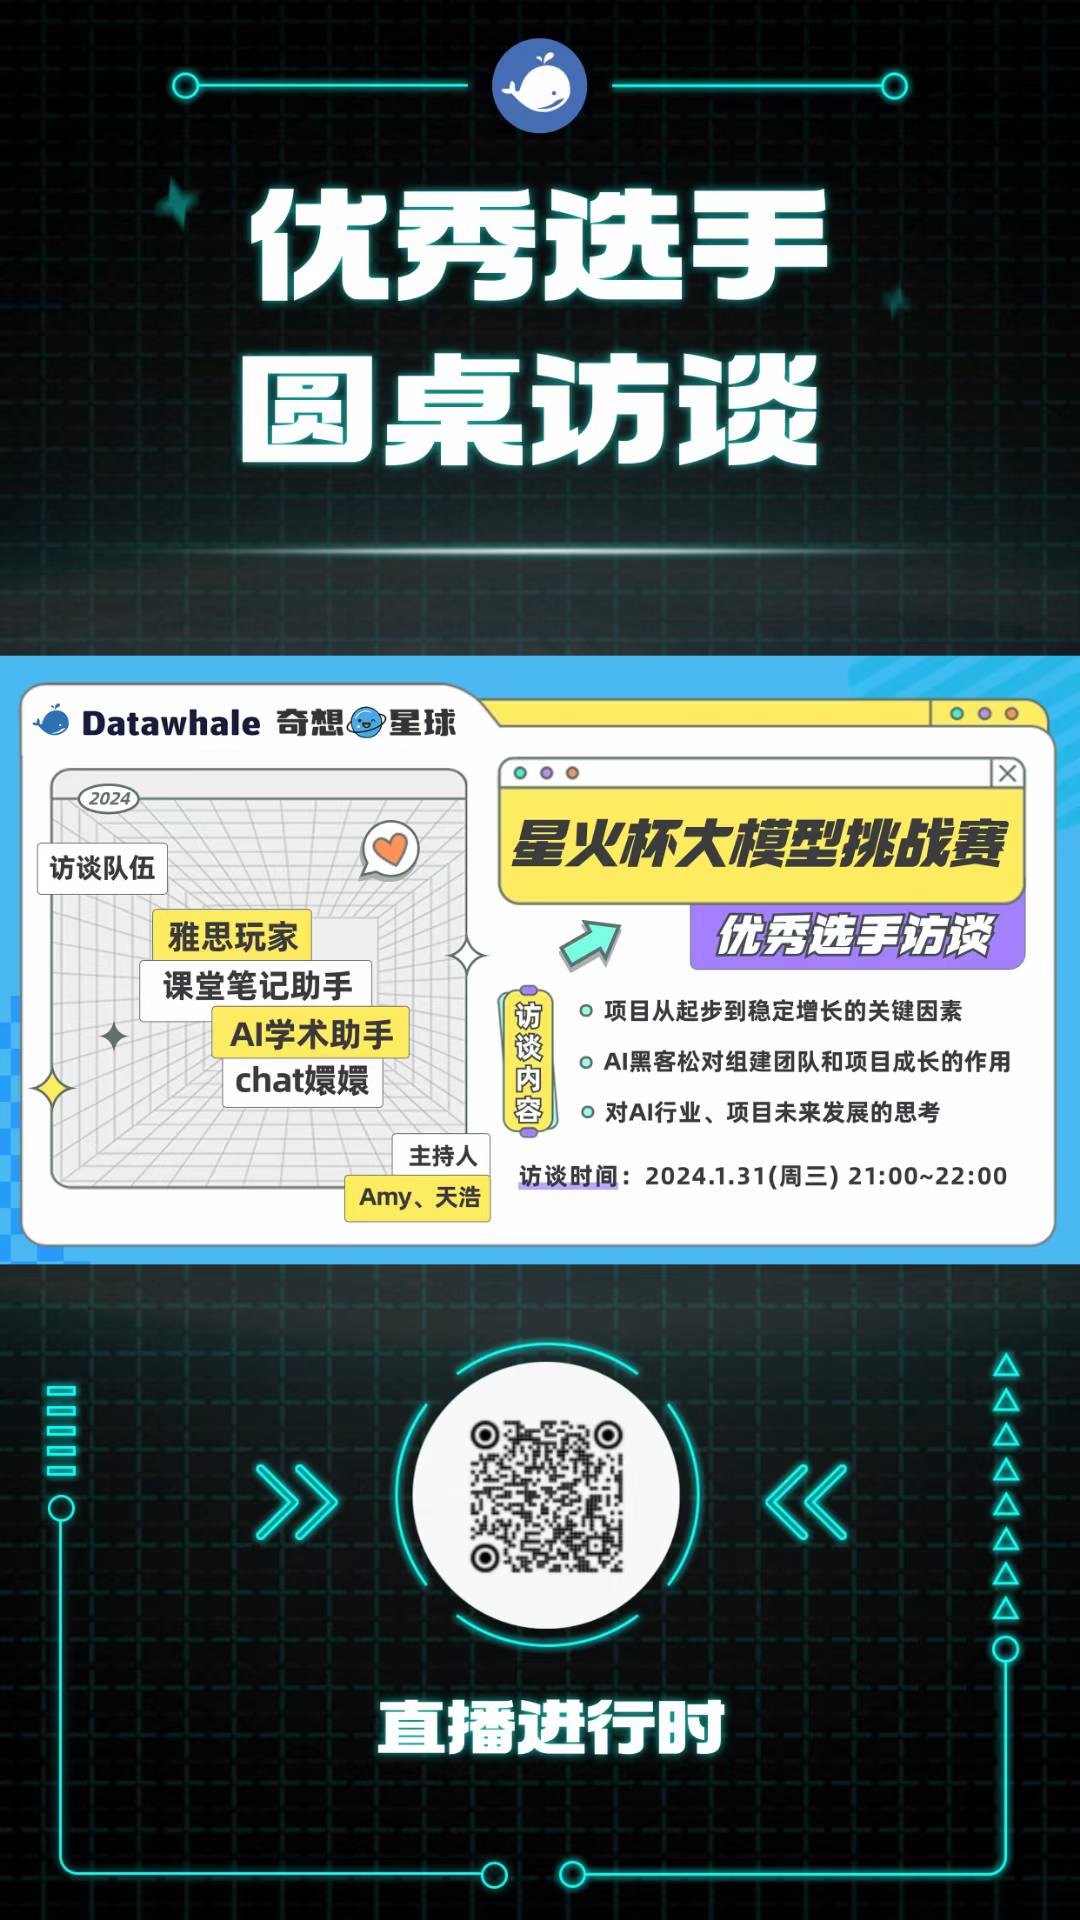 优秀选手
圆桌访谈
Datawhale 奇想星球
2024
访谈队伍
雅思玩家
课堂笔记助手
AI学术助手
chat嬛嬛
主持人
Amy、天浩
星火杯大模型挑战赛
优秀选手访谈
访谈内容
项目从起步到稳定增长的关键因素
AI黑客松对组建团队和项目成长的作用
对AI行业、项目未来发展的思考
访谈时间：2024.1.31(周三) 21:00~22:00
直播进行时